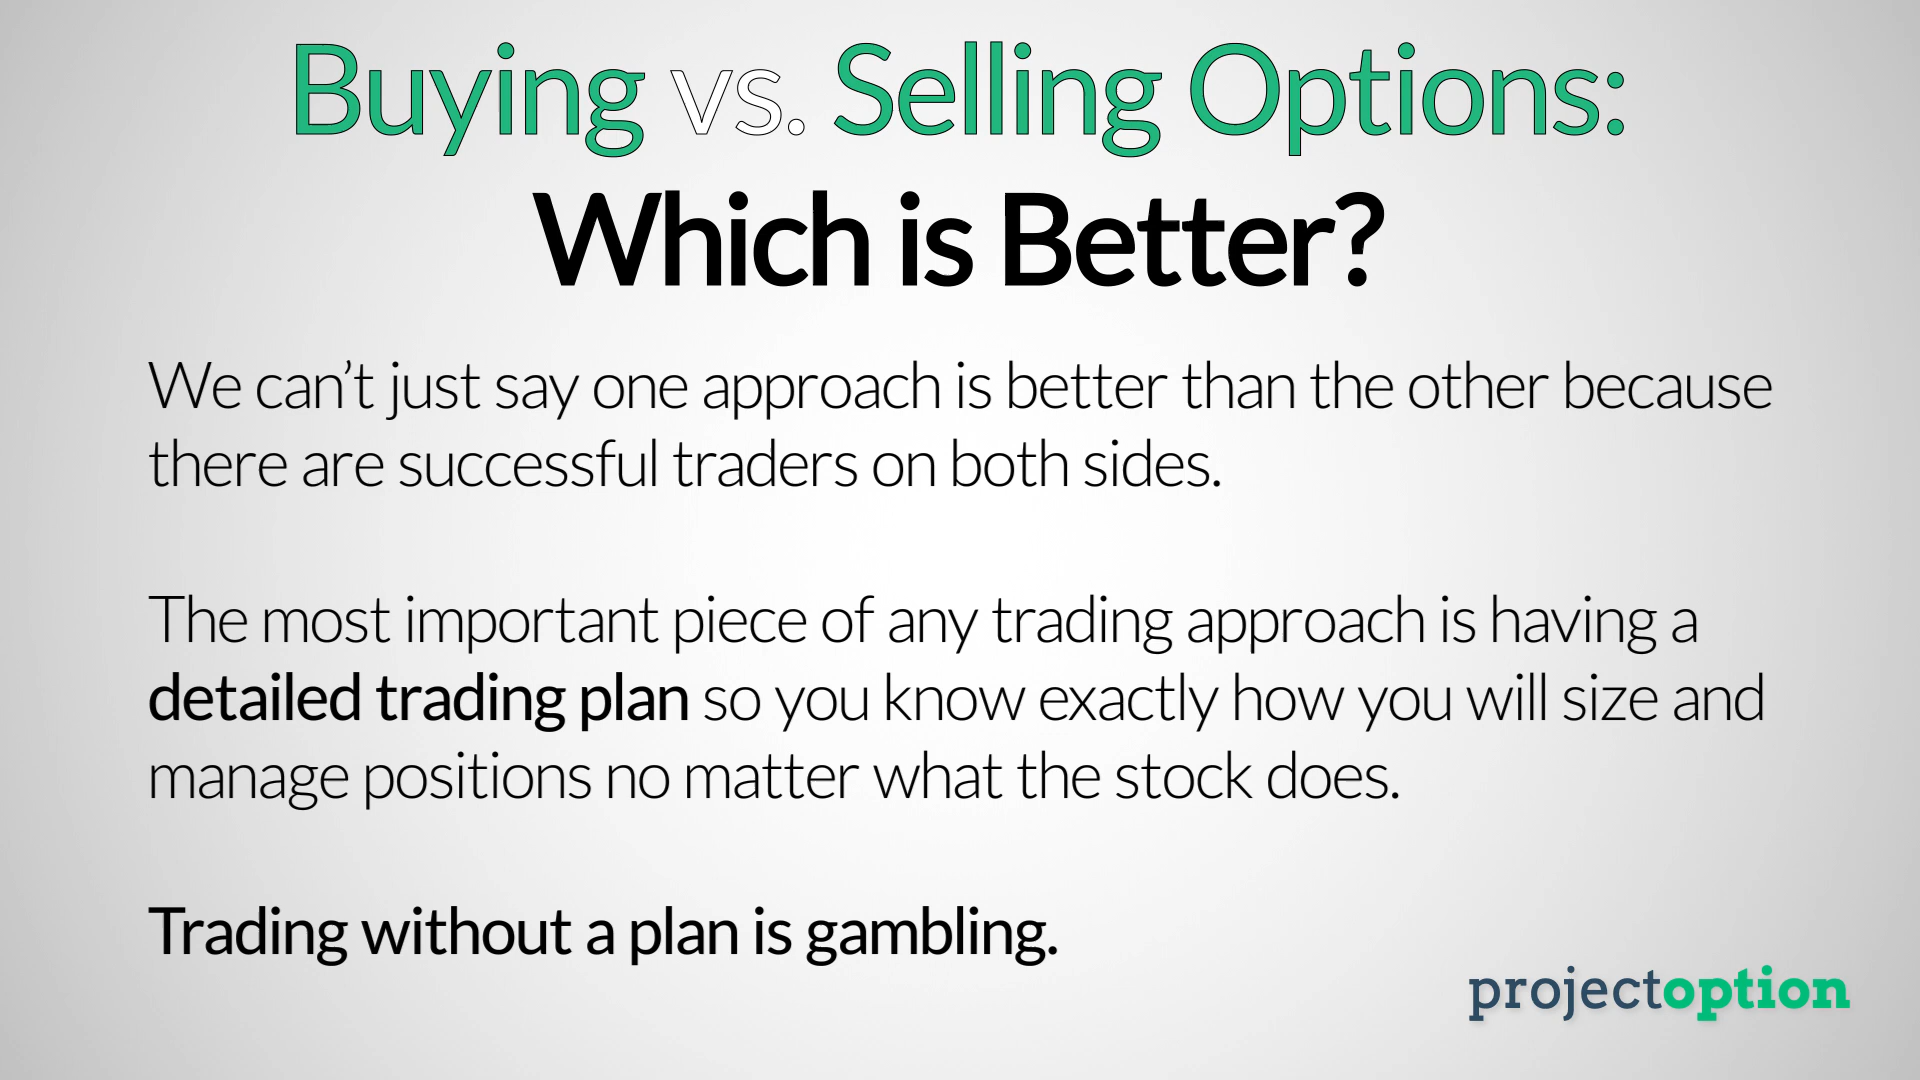 Buying vs. Selling Options:
Which is Better?
We can’t just say one approach is better than the other because
there are successful traders on both sides.
The most important piece of any trading approach is having a
detailed trading plan so you know exactly how you will size and
manage positions no matter what the stock does.
Trading without a plan is gambling.
projectoption